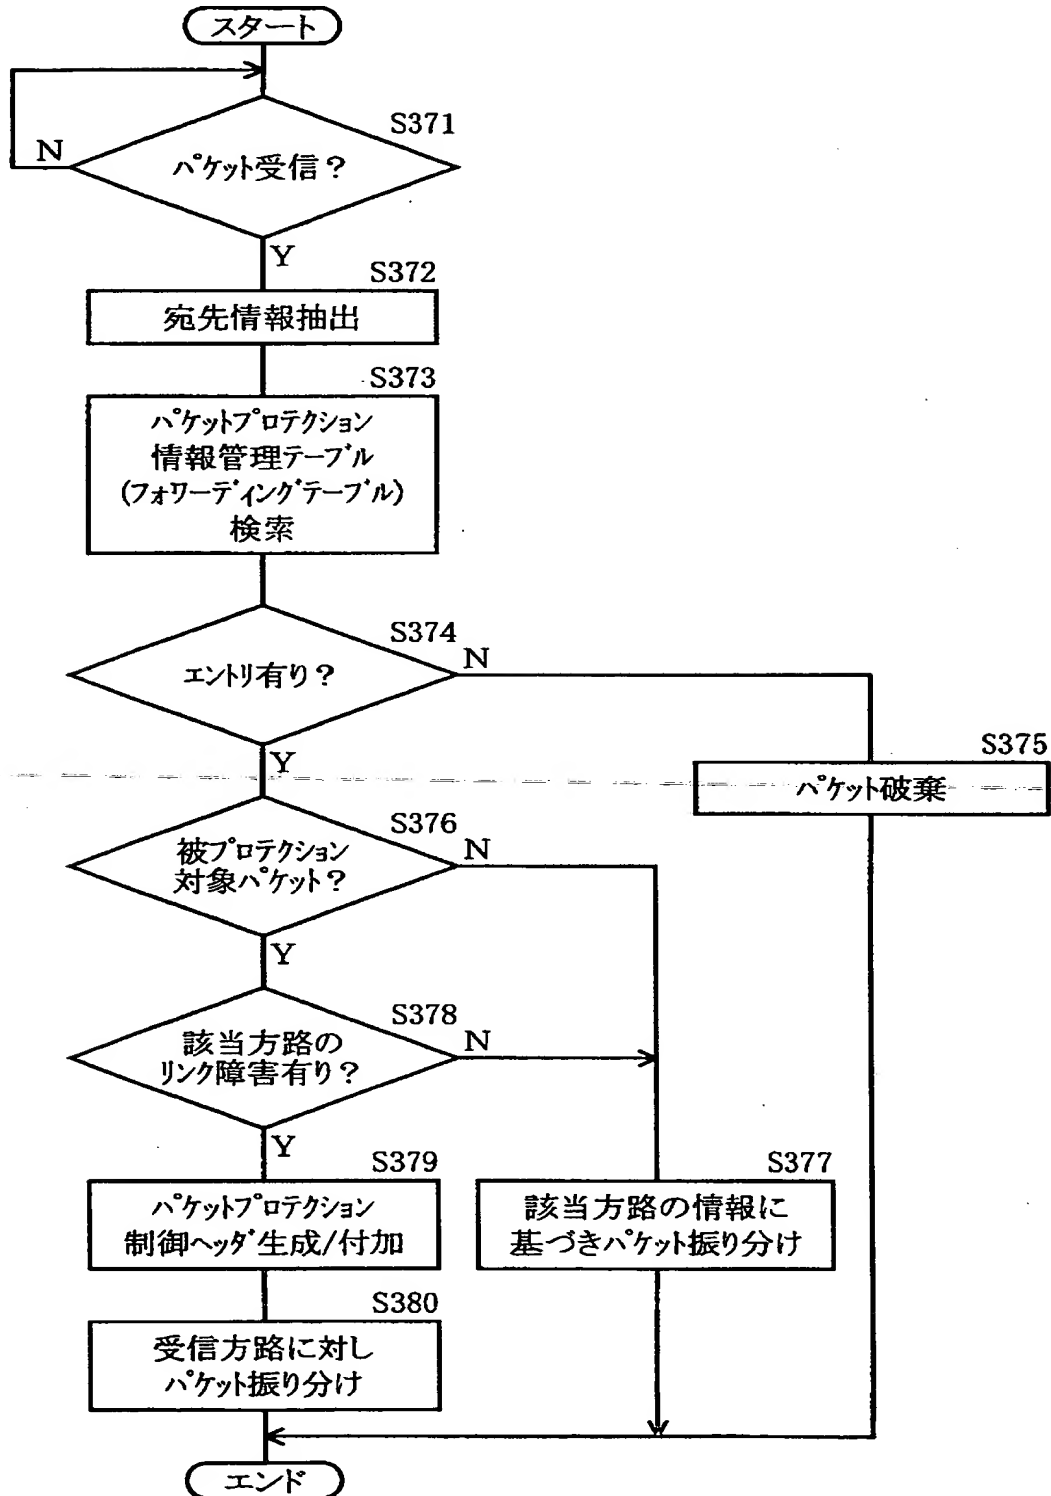 スタート
S371
N
パケット受信？
Y
S372
宛先情報抽出
S373
パケットプロテクション
情報管理テーブル
(フォワーディングテーブル)
検索
S374
N
エントリ有り？
Y
S375
パケット破棄
S376
N
被プロテクション
対象パケット？
Y
S378
N
該当方路の
リンク障害有り？
Y
S379
パケットプロテクション
制御ヘッダ生成/付加
S377
該当方路の情報に
基づきパケット振り分け
S380
受信方路に対し
パケット振り分け
エンド